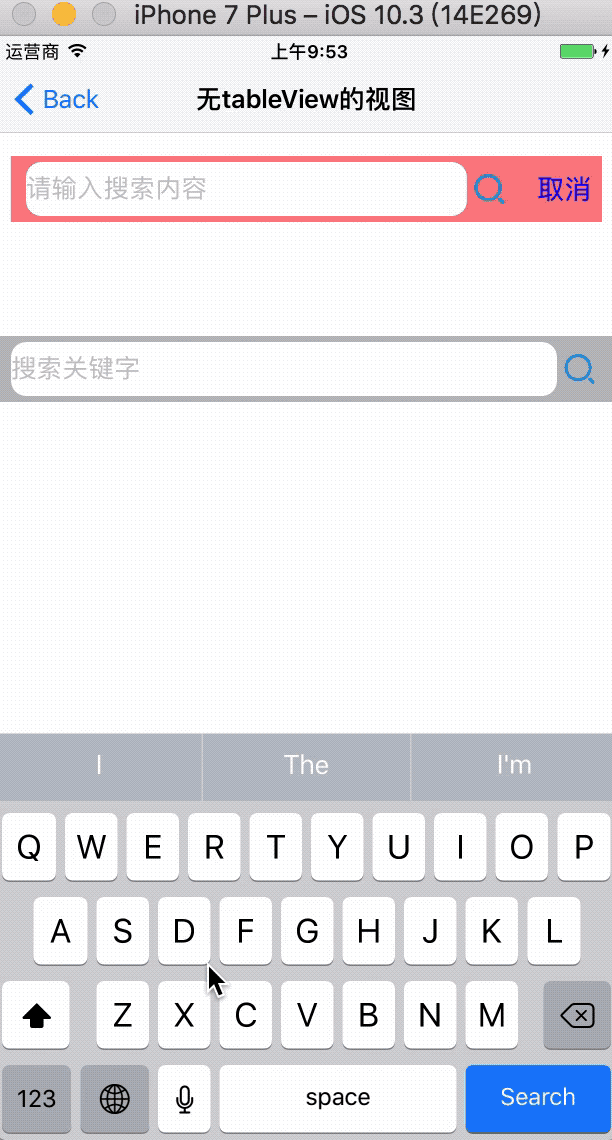 iPhone 7 Plus – iOS 10.3 (14E269)
运营商 上午9:53
Back 无tableView的视图
请输入搜索内容 取消
搜索关键字
I The I'm
Q W E R T Y U I O P
A S D F G H J K L
Z X C V B N M
123 space Search